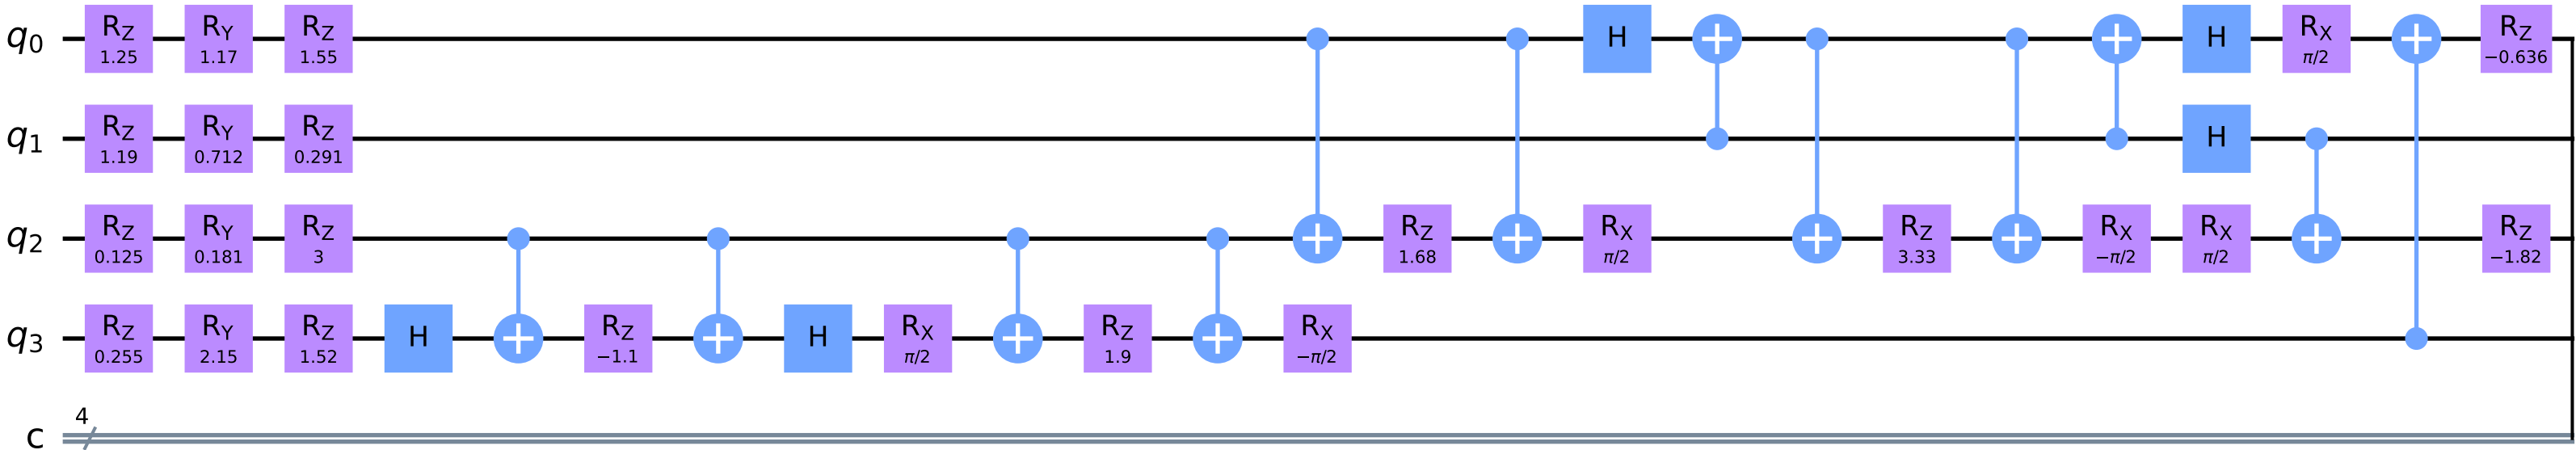 q0 RZ 1.25 RY 1.17 RZ 1.55 H H RX π/2 RZ −0.636
q1 RZ 1.19 RY 0.712 RZ 0.291 H
q2 RZ 0.125 RY 0.181 RZ 3 RZ 1.68 RX π/2 RZ 3.33 RX −π/2 RX π/2 RZ −1.82
q3 RZ 0.255 RY 2.15 RZ 1.52 H RZ −1.1 H RX π/2 RZ 1.9 RX −π/2
4
c